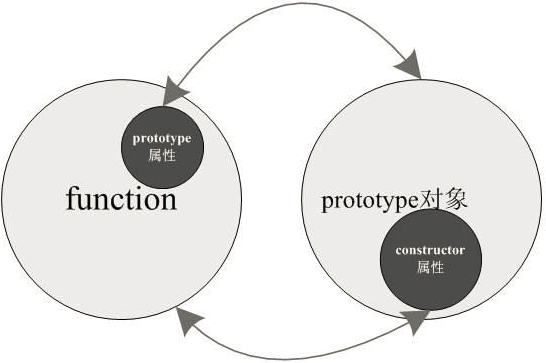 prototype
属性
function
prototype对象
constructor
属性